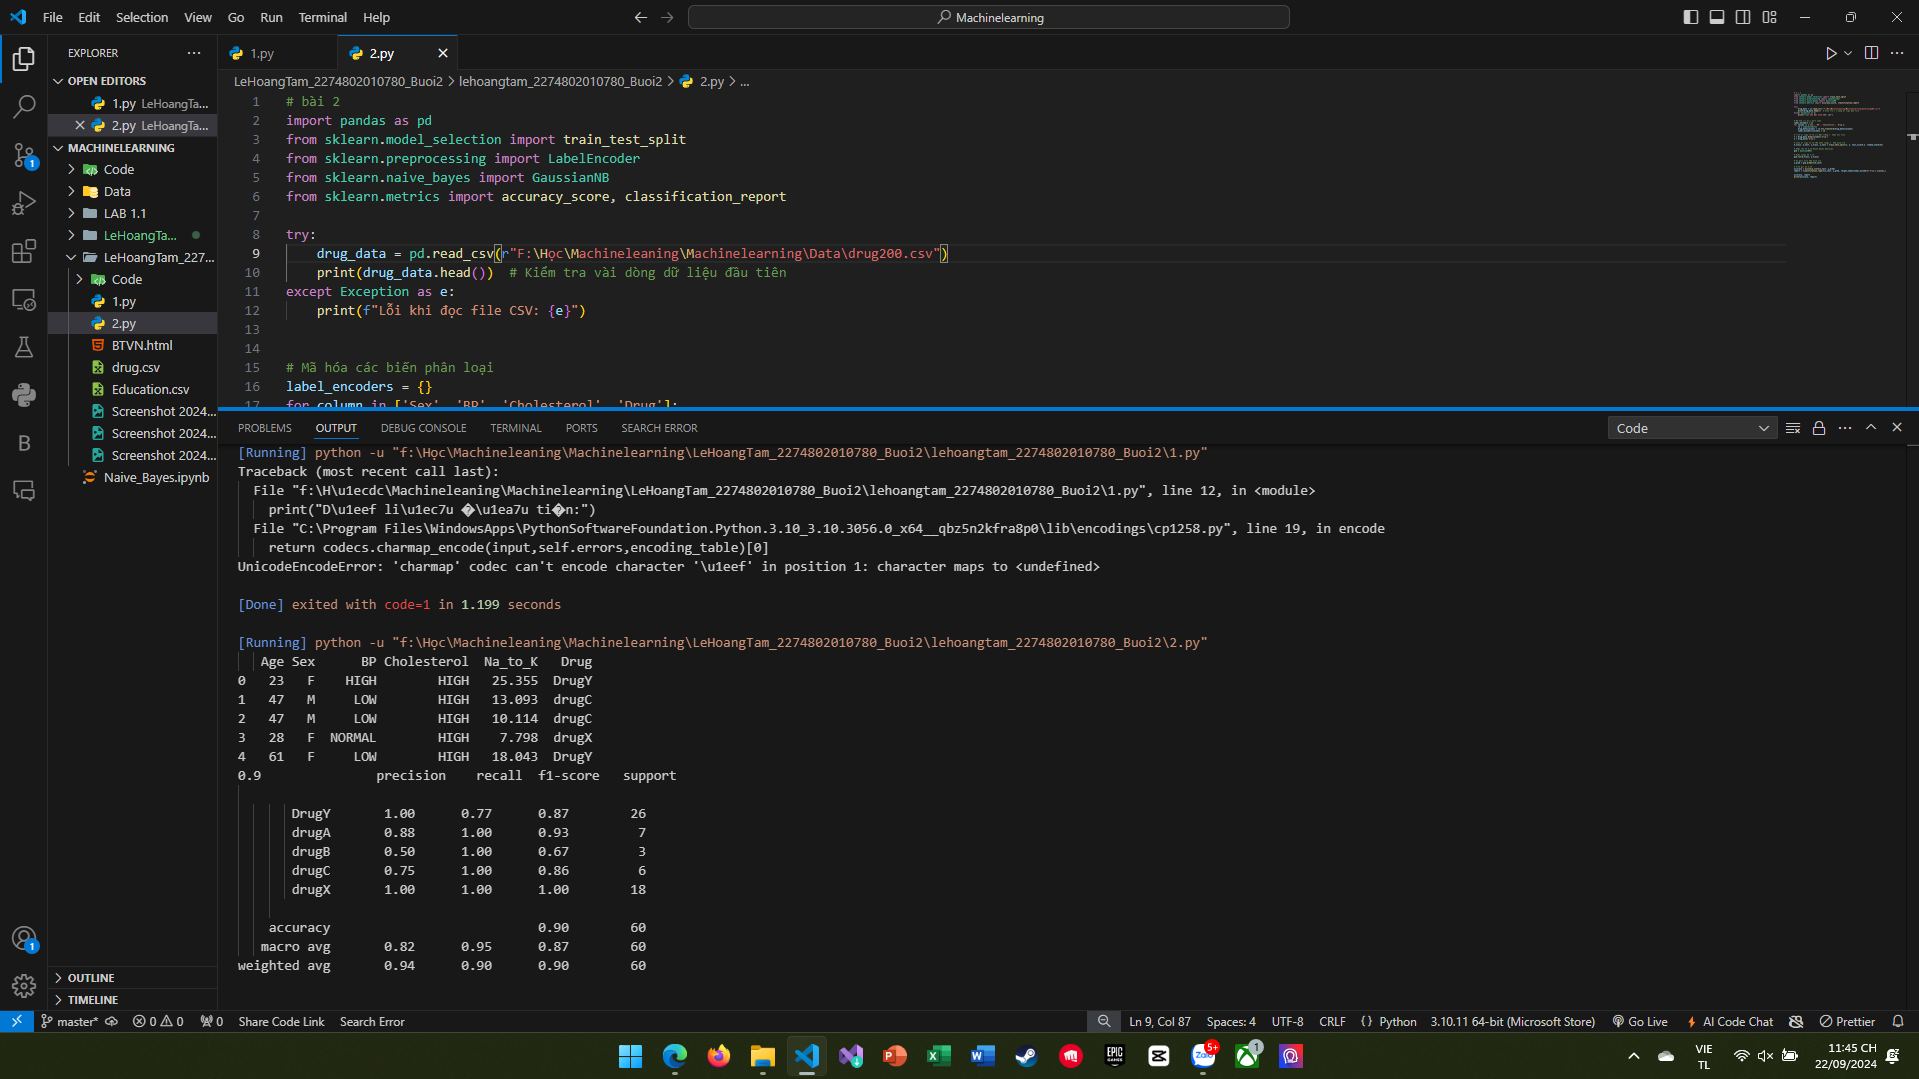 File Edit Selection View Go Run Terminal Help
Machinelearning
EXPLORER
OPEN EDITORS
1.py LeHoangTa...
2.py LeHoangTa...
MACHINELEARNING
Code
Data
LAB 1.1
LeHoangTa...
LeHoangTam_227...
Code
1.py
2.py
BTVN.html
drug.csv
Education.csv
Screenshot 2024...
Screenshot 2024...
Screenshot 2024...
Naive_Bayes.ipynb
OUTLINE
TIMELINE
1
B
1
1.py
2.py
LeHoangTam_2274802010780_Buoi2 > lehoangtam_2274802010780_Buoi2 > 2.py > ...
1 # bài 2
2 import pandas as pd
3 from sklearn.model_selection import train_test_split
4 from sklearn.preprocessing import LabelEncoder
5 from sklearn.naive_bayes import GaussianNB
6 from sklearn.metrics import accuracy_score, classification_report
7
8 try:
9 drug_data = pd.read_csv(r"F:\Học\Machineleaning\Machinelearning\Data\drug200.csv")
10 print(drug_data.head()) # Kiểm tra vài dòng dữ liệu đầu tiên
11 except Exception as e:
12 print(f"Lỗi khi đọc file CSV: {e}")
13
14
15 # Mã hóa các biến phân loại
16 label_encoders = {}
17 for column in ['Sex', 'BP', 'Cholesterol', 'Drug']:
PROBLEMS OUTPUT DEBUG CONSOLE TERMINAL PORTS SEARCH ERROR
Code
[Running] python -u "f:\Học\Machineleaning\Machinelearning\LeHoangTam_2274802010780_Buoi2\lehoangtam_2274802010780_Buoi2\1.py"
Traceback (most recent call last):
File "f:\H\u1ecdc\Machineleaning\Machinelearning\LeHoangTam_2274802010780_Buoi2\lehoangtam_2274802010780_Buoi2\1.py", line 12, in <module>
print("D\u1eef li\u1ec7u �\u1ea7u ti�n:")
File "C:\Program Files\WindowsApps\PythonSoftwareFoundation.Python.3.10_3.10.3056.0_x64__qbz5n2kfra8p0\lib\encodings\cp1258.py", line 19, in encode
return codecs.charmap_encode(input,self.errors,encoding_table)[0]
UnicodeEncodeError: 'charmap' codec can't encode character '\u1eef' in position 1: character maps to <undefined>
[Done] exited with code=1 in 1.199 seconds
[Running] python -u "f:\Học\Machineleaning\Machinelearning\LeHoangTam_2274802010780_Buoi2\lehoangtam_2274802010780_Buoi2\2.py"
Age Sex BP Cholesterol Na_to_K Drug
0 23 F HIGH HIGH 25.355 DrugY
1 47 M LOW HIGH 13.093 drugC
2 47 M LOW HIGH 10.114 drugC
3 28 F NORMAL HIGH 7.798 drugX
4 61 F LOW HIGH 18.043 DrugY
0.9 precision recall f1-score support
DrugY 1.00 0.77 0.87 26
drugA 0.88 1.00 0.93 7
drugB 0.50 1.00 0.67 3
drugC 0.75 1.00 0.86 6
drugX 1.00 1.00 1.00 18
accuracy 0.90 60
macro avg 0.82 0.95 0.87 60
weighted avg 0.94 0.90 0.90 60
master* 0 0 0 Share Code Link Search Error
Ln 9, Col 87 Spaces: 4 UTF-8 CRLF Python 3.10.11 64-bit (Microsoft Store) Go Live AI Code Chat Prettier
EPIC GAMES
Zalo 5+
1
VIE
TL
11:45 CH
22/09/2024